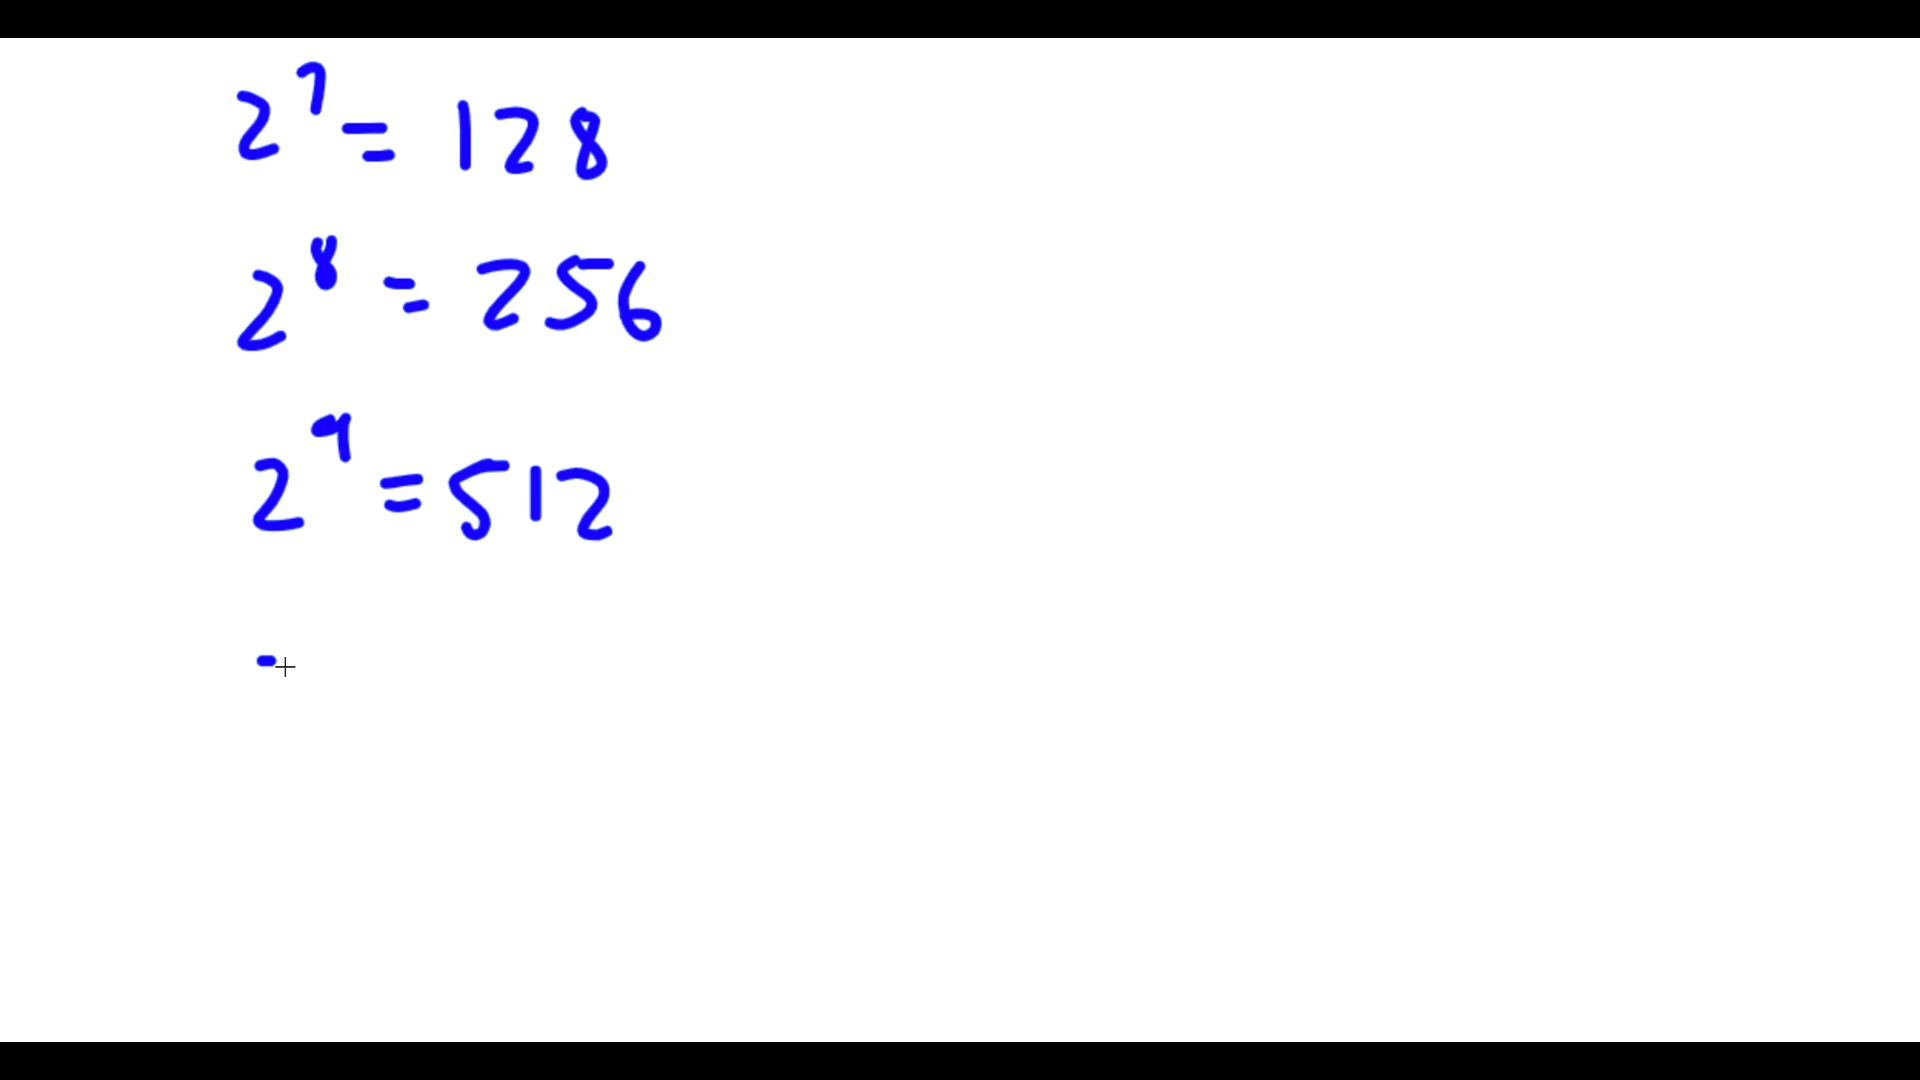 2⁷ = 128
2⁸ = 256
2⁹ = 512